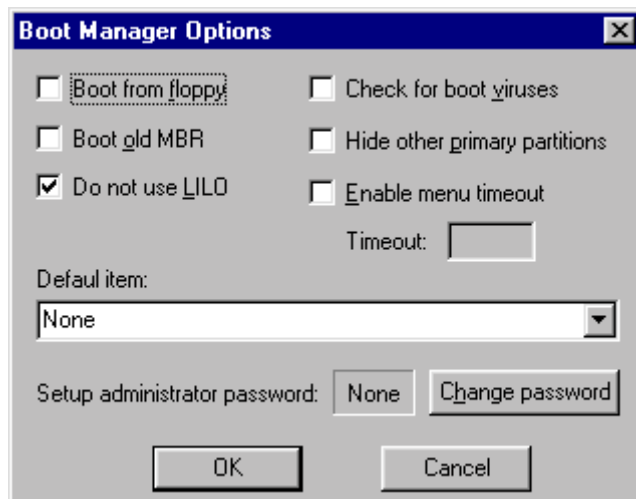 Boot Manager Options
Boot from floppy
Check for boot viruses
Boot old MBR
Hide other primary partitions
Do not use LILO
Enable menu timeout
Timeout:
Defaul item:
None
Setup administrator password: None Change password
OK Cancel